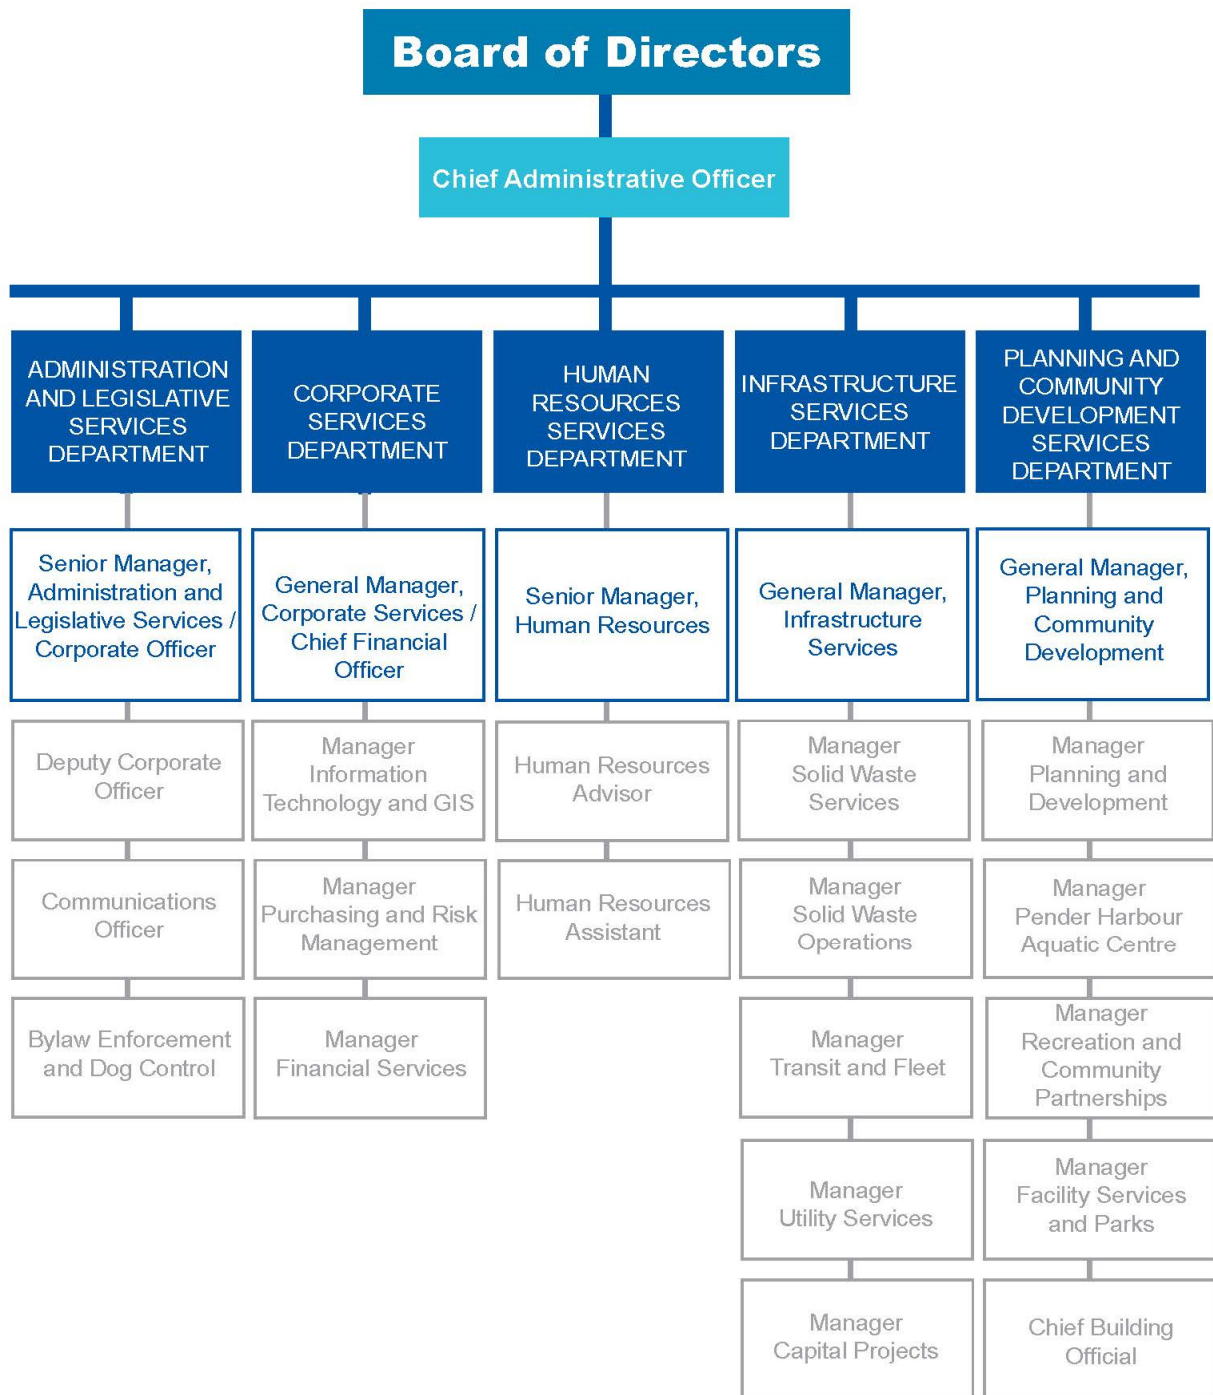 Board of Directors
Chief Administrative Officer
ADMINISTRATION
AND LEGISLATIVE
SERVICES
DEPARTMENT
CORPORATE
SERVICES
DEPARTMENT
HUMAN
RESOURCES
SERVICES
DEPARTMENT
INFRASTRUCTURE
SERVICES
DEPARTMENT
PLANNING AND
COMMUNITY
DEVELOPMENT
SERVICES
DEPARTMENT
Senior Manager,
Administration and
Legislative Services /
Corporate Officer
General Manager,
Corporate Services /
Chief Financial
Officer
Senior Manager,
Human Resources
General Manager,
Infrastructure
Services
General Manager,
Planning and
Community
Development
Deputy Corporate
Officer
Manager
Information
Technology and GIS
Human Resources
Advisor
Manager
Solid Waste
Services
Manager
Planning and
Development
Communications
Officer
Manager
Purchasing and Risk
Management
Human Resources
Assistant
Manager
Solid Waste
Operations
Manager
Pender Harbour
Aquatic Centre
Bylaw Enforcement
and Dog Control
Manager
Financial Services
Manager
Transit and Fleet
Manager
Recreation and
Community
Partnerships
Manager
Utility Services
Manager
Facility Services
and Parks
Manager
Capital Projects
Chief Building
Official